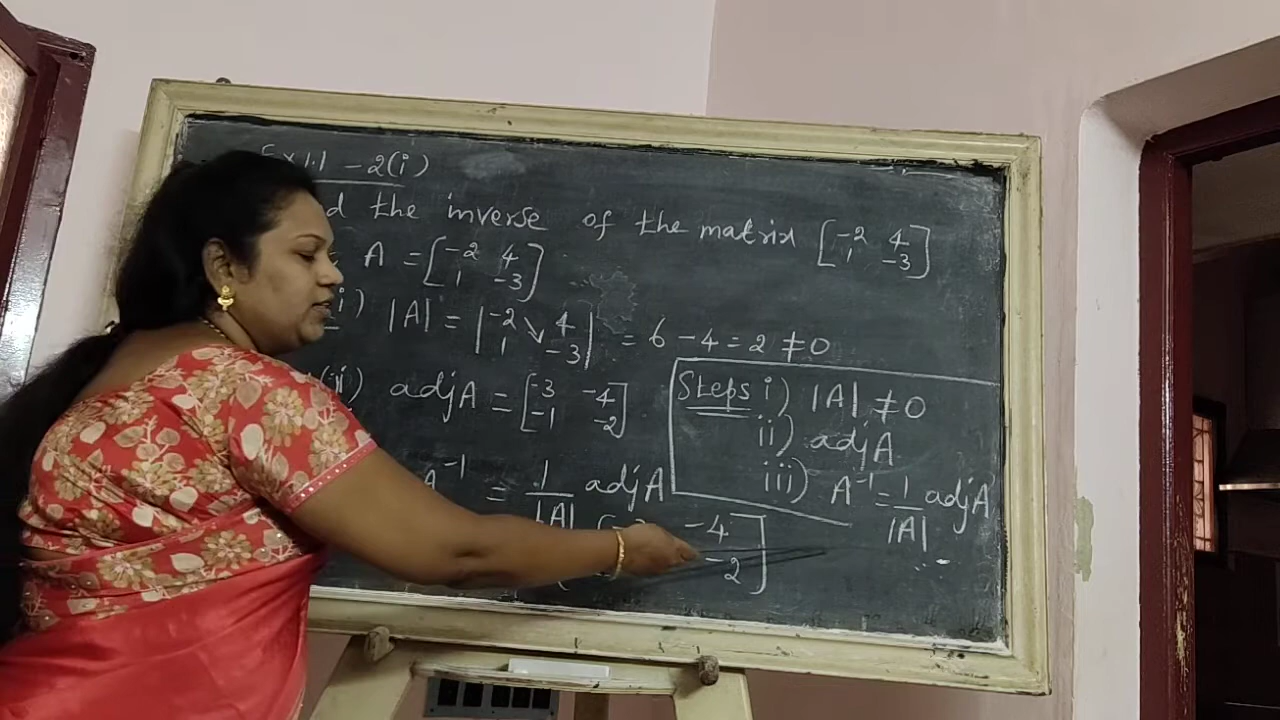 Ex 1.1 - 2(i)
d the inverse of the matrix [-2 4
1 -3]
A = [-2 4
1 -3]
i) |A| = |-2 4
1 -3| = 6 - 4 = 2 ≠ 0
(ii) adjA = [-3 -4
-1 -2]
A⁻¹ = 1/|A| adjA
-4
-2]
Steps i) |A| ≠ 0
ii) adjA
iii) A⁻¹ = 1/|A| adjA